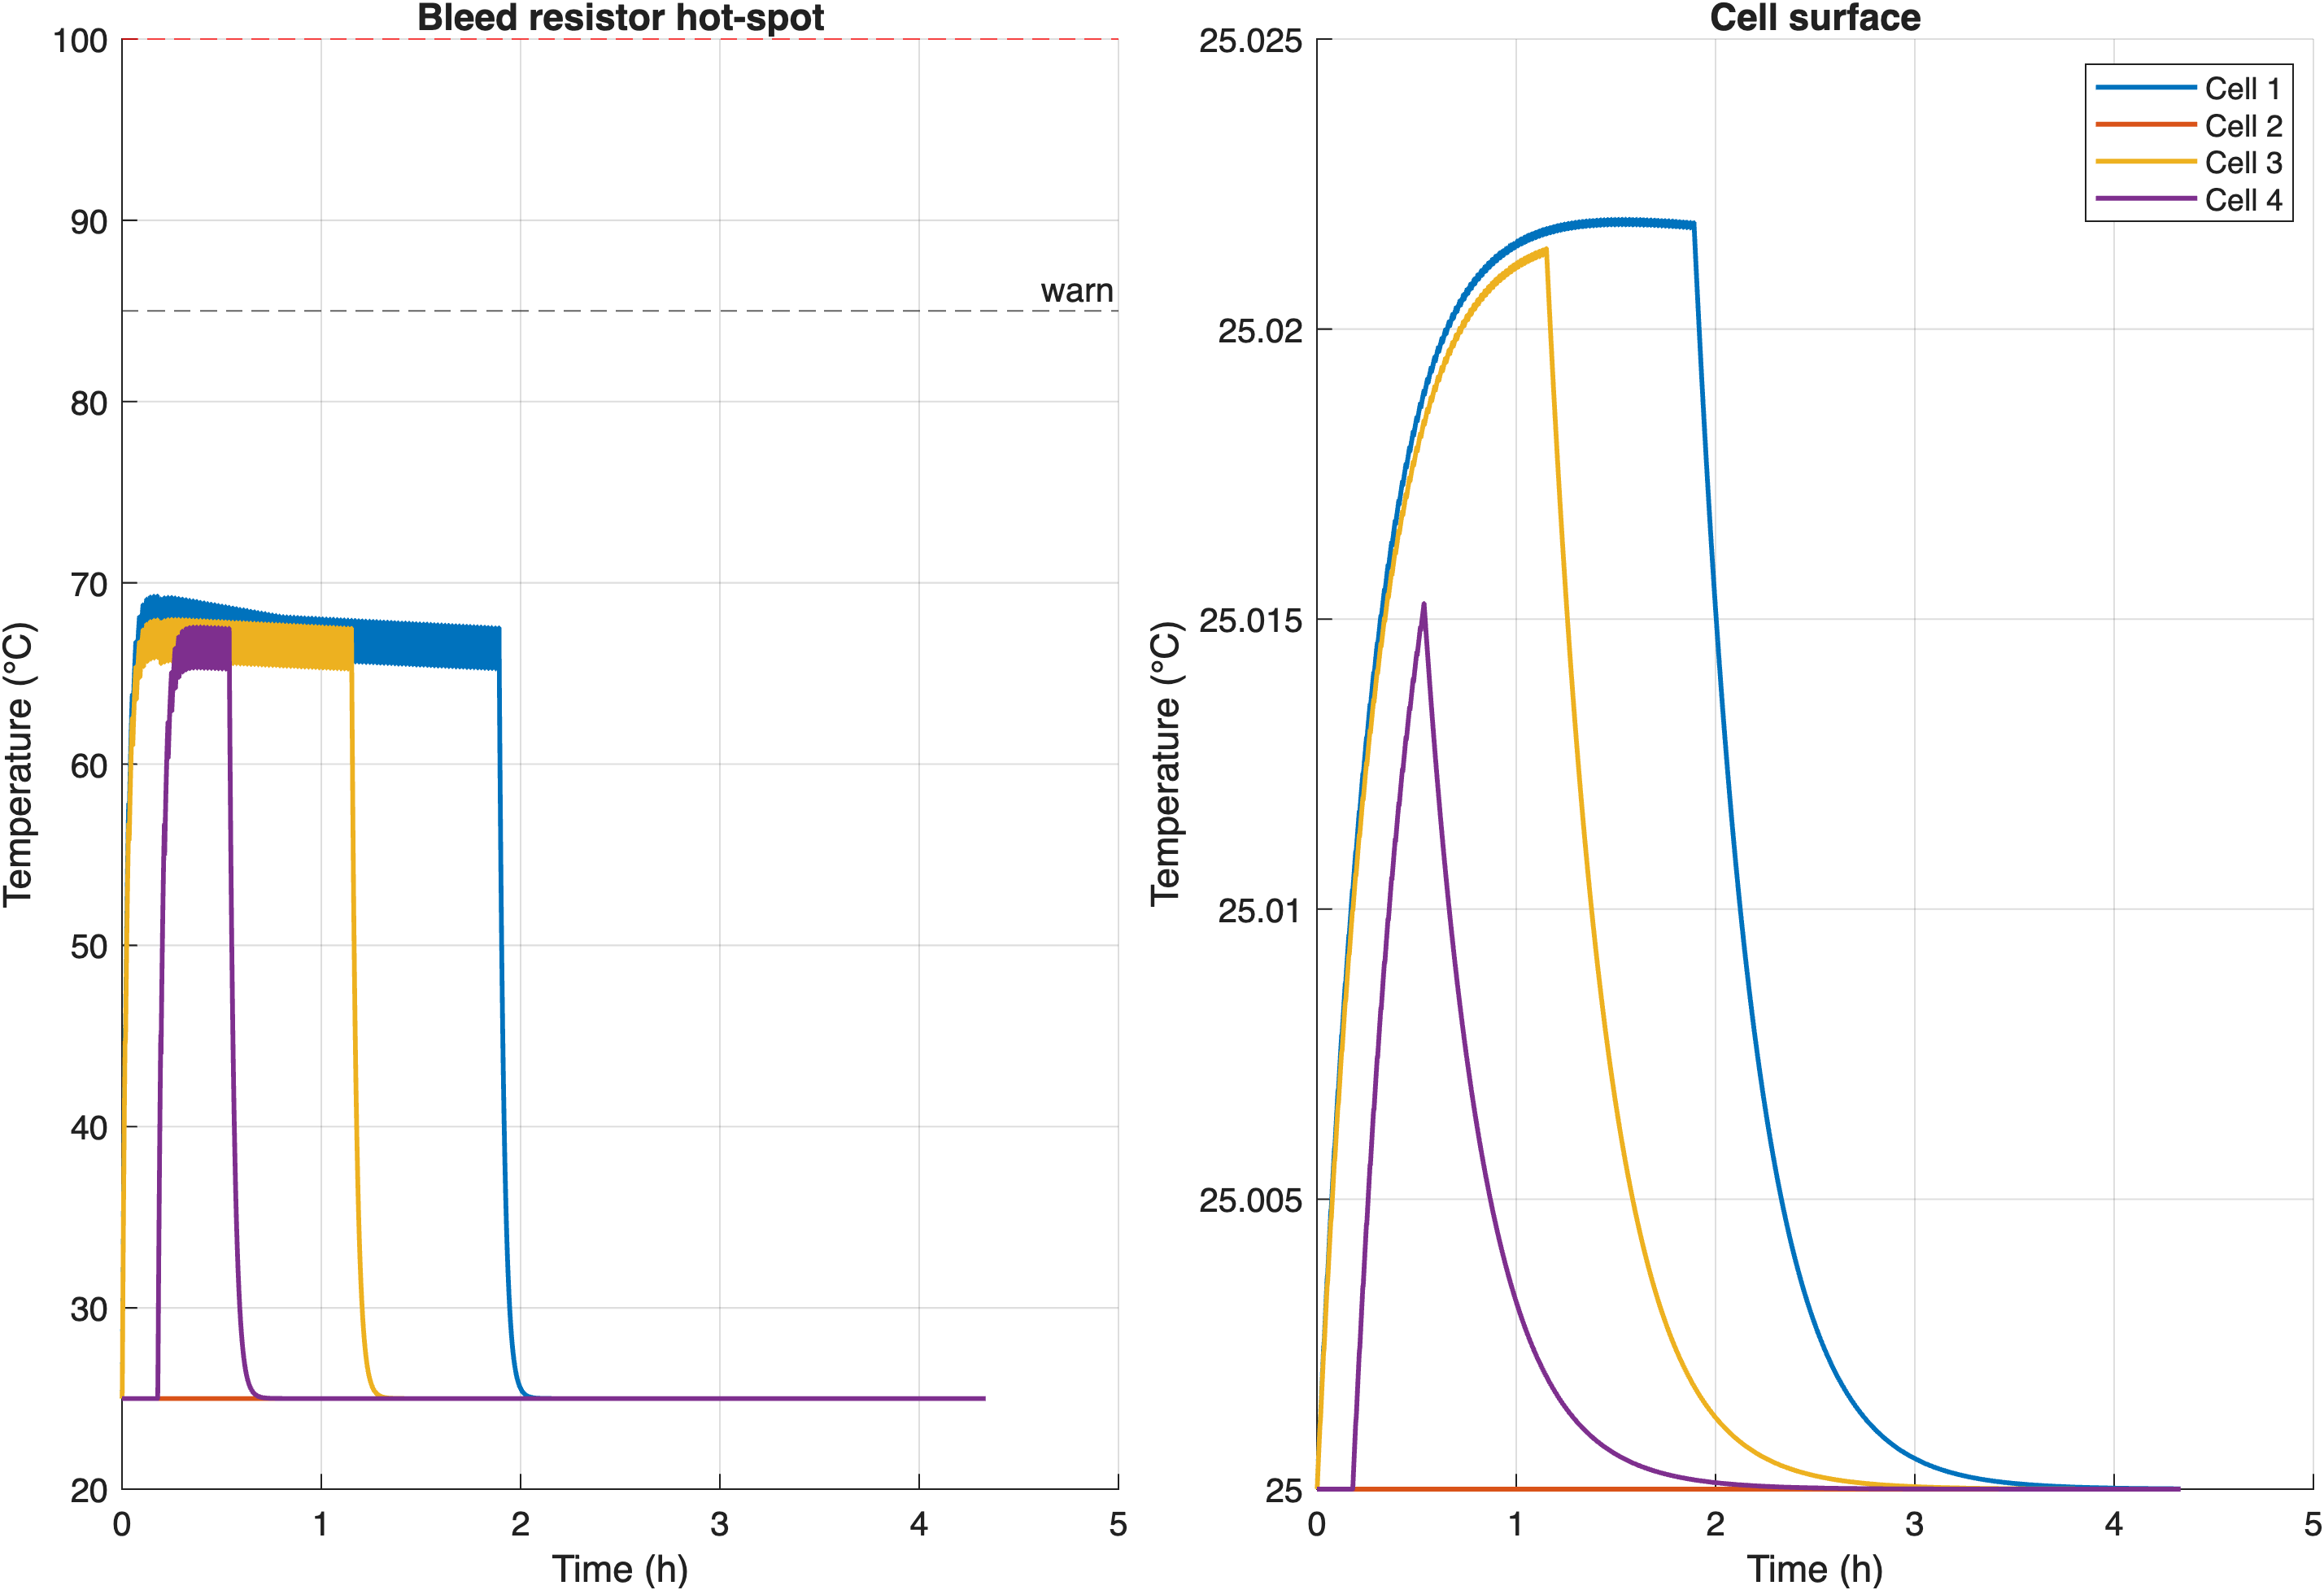 Bleed resistor hot-spot
100
90
80
70
60
50
40
30
20
warn
Temperature (°C)
0 1 2 3 4 5
Time (h)
Cell surface
25.025
25.02
25.015
25.01
25.005
25
Cell 1
Cell 2
Cell 3
Cell 4
Temperature (°C)
0 1 2 3 4 5
Time (h)